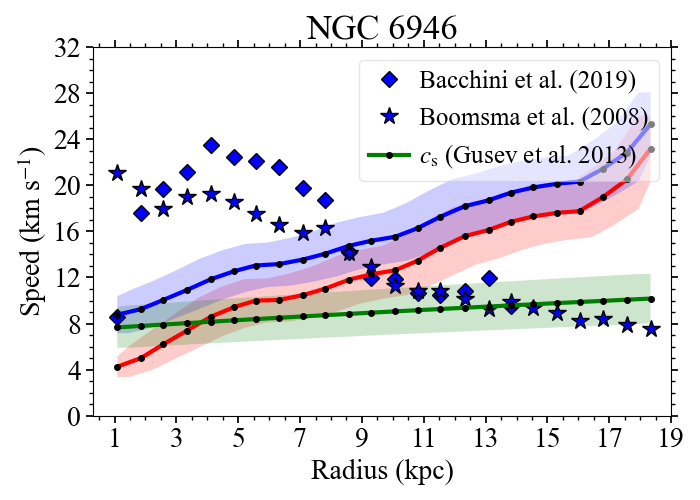 NGC 6946
Bacchini et al. (2019)
Boomsma et al. (2008)
cₛ (Gusev et al. 2013)
Speed (km s⁻¹)
32
28
24
20
16
12
8
4
0
1 3 5 7 9 11 13 15 17 19
Radius (kpc)